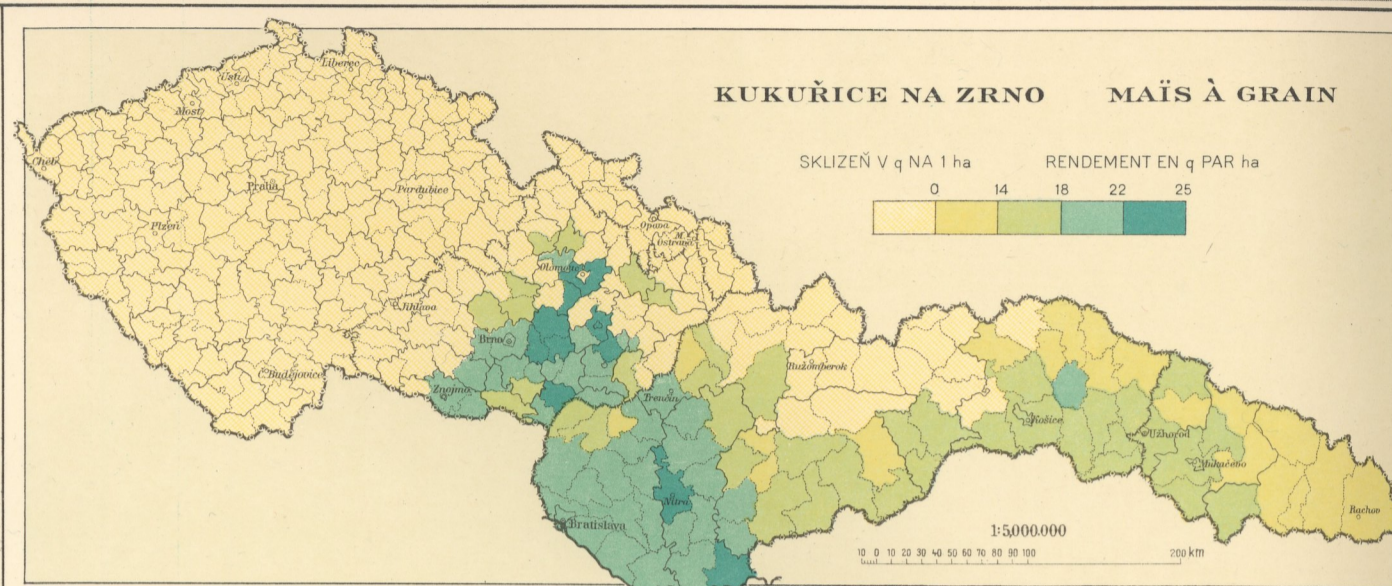 KUKUŘICE NA ZRNO MAÏS À GRAIN
SKLIZEŇ V q NA 1 ha RENDEMENT EN q PAR ha
0 14 18 22 25
Liberec
Ústí
Most
Cheb
Praha
Pardubice
Plzeň
Opava
M. Ostrava
Olomouc
Jihlava
Brno
Č. Budějovice
Znojmo
Ružomberok
Trenčín
Košice
Užhorod
Mukačevo
Nitra
Rachov
Bratislava
1:5,000.000
10 0 10 20 30 40 50 60 70 80 90 100 200 km